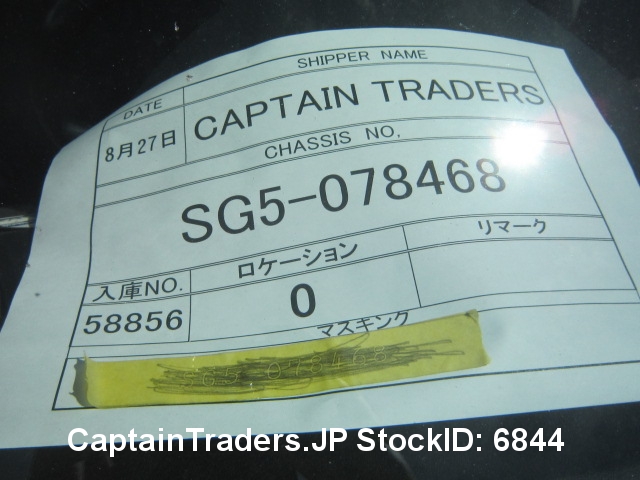 SHIPPER NAME
DATE
CAPTAIN TRADERS
8月27日
CHASSIS NO,
SG5-078468
入庫NO.
ロケーション
リマーク
58856
0
マスキング
CaptainTraders.JP StockID: 6844